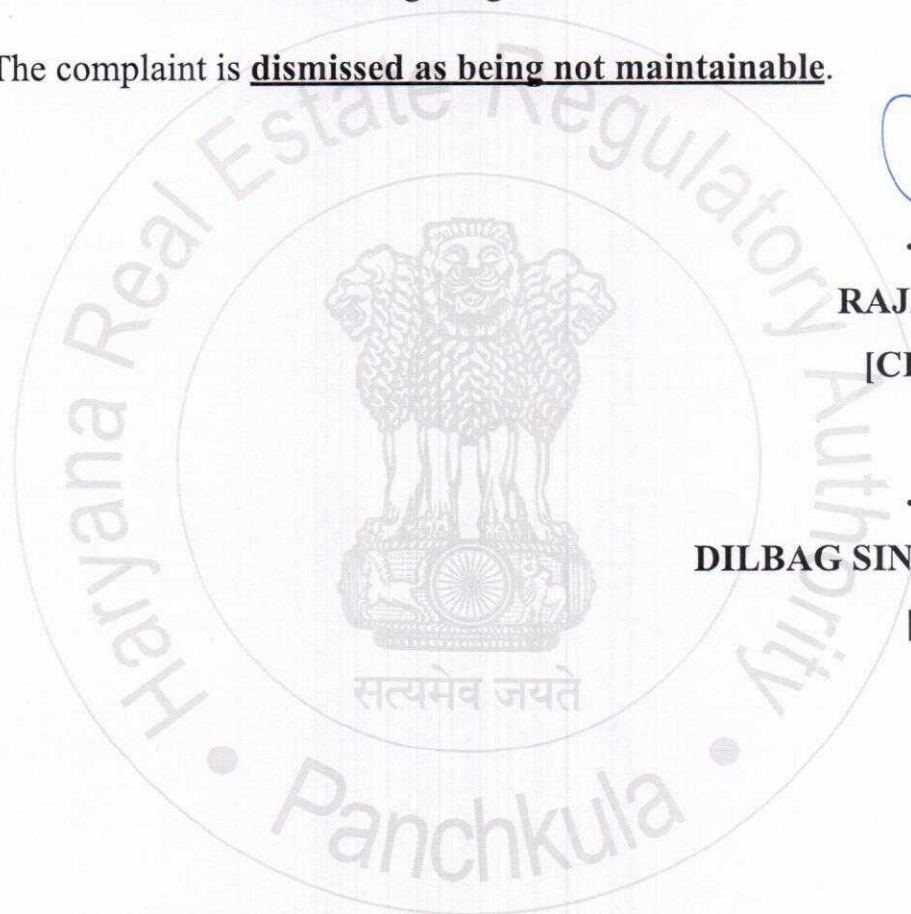 The complaint is dismissed as being not maintainable.
Haryana Real Estate Regulatory Authority
RAJ
[C
DILBAG SIN
[
सत्यमेव जयते
• Panchkula •